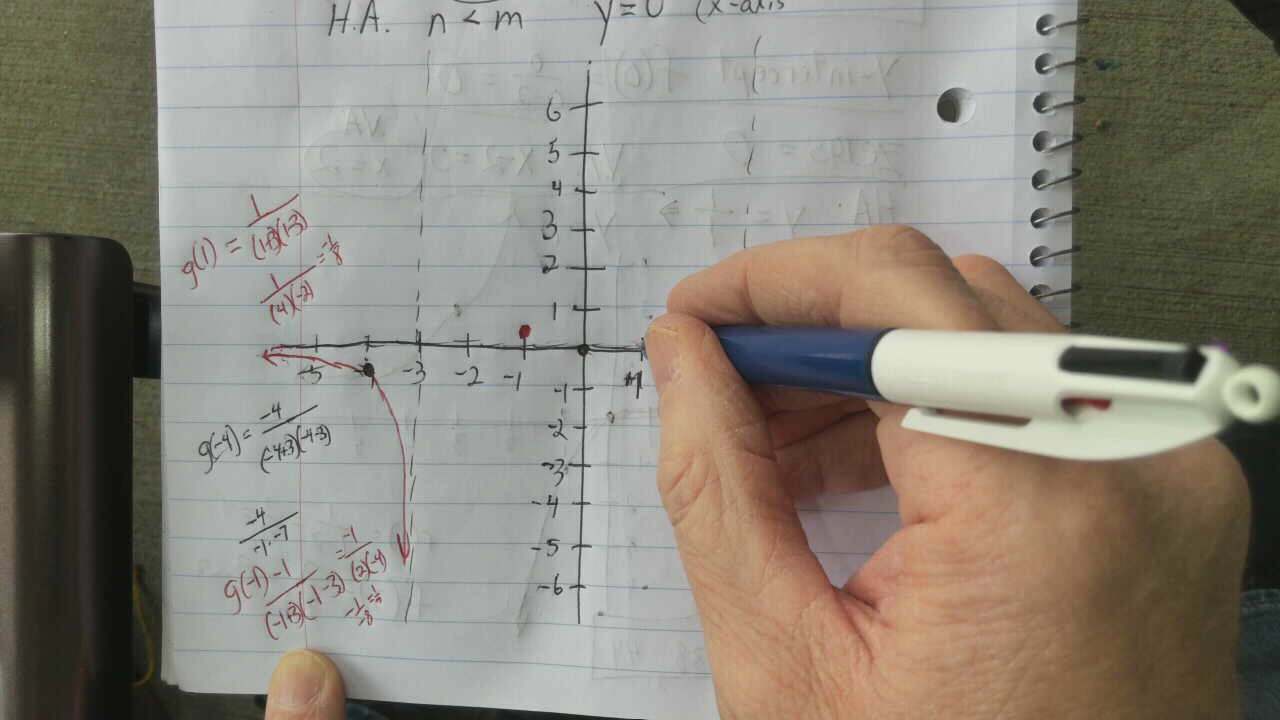 H.A. n < m y = 0 (x-axis
6
5
4
3
2
1
-5 -3 -2 -1
-1
-2
-3
-4
-5
-6
g(1) = 1/(1+3)(1-3)
1/(4)(-2) = -1/8
g(-4) = -4/(-4+3)(-4-3)
-4/-1·-7
g(-1) -1/(-1+3)(-1-3) = -1/(2)(-4)